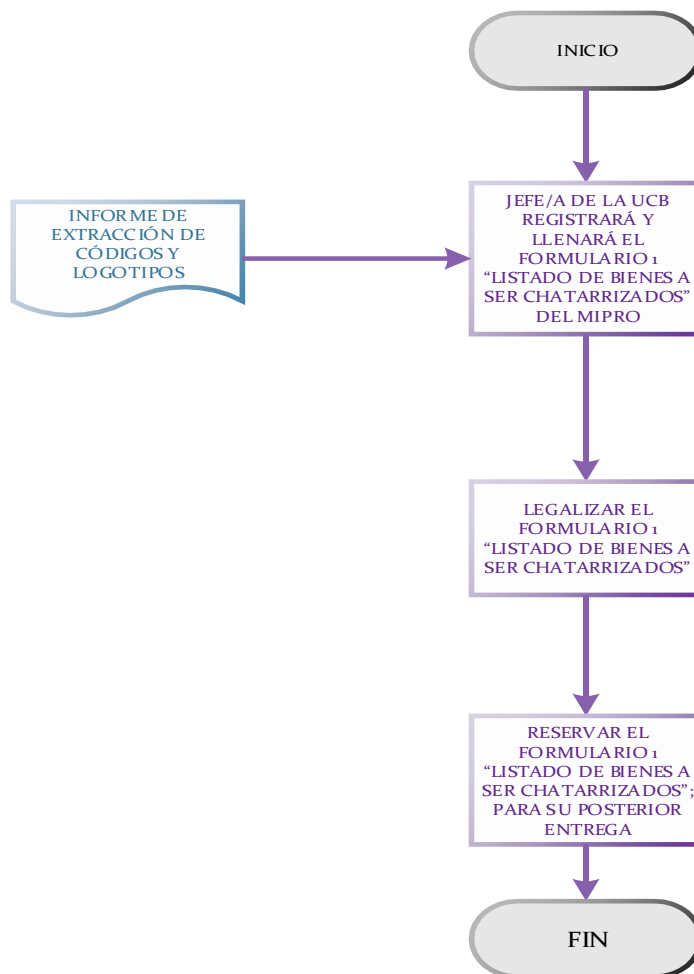 INICIO
INFORME DE
EXTRACCIÓN DE
CÓDIGOS Y
LOGOTIPOS
JEFE/A DE LA UCB
REGISTRARÁ Y
LLENARÁ EL
FORMULARIO 1
“LISTADO DE BIENES A
SER CHATARRIZADOS”
DEL MIPRO
LEGALIZAR EL
FORMULARIO 1
“LISTADO DE BIENES A
SER CHATARRIZADOS”
RESERVAR EL
FORMULARIO 1
“LISTADO DE BIENES A
SER CHATARRIZADOS”;
PARA SU POSTERIOR
ENTREGA
FIN